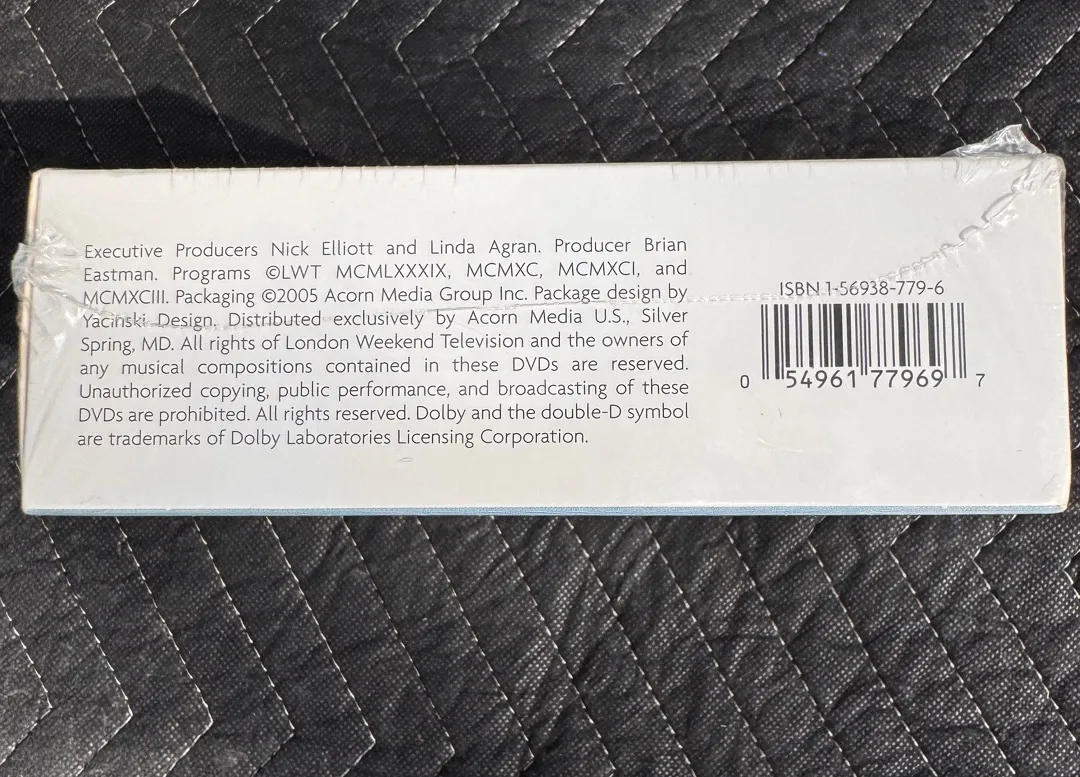 Executive Producers Nick Elliott and Linda Agran. Producer Brian
Eastman. Programs ©LWT MCMLXXXIX, MCMXC, MCMXCI, and
MCMXCIII. Packaging ©2005 Acorn Media Group Inc. Package design by
Yacinski Design. Distributed exclusively by Acorn Media U.S., Silver
Spring, MD. All rights of London Weekend Television and the owners of
any musical compositions contained in these DVDs are reserved.
Unauthorized copying, public performance, and broadcasting of these
DVDs are prohibited. All rights reserved. Dolby and the double-D symbol
are trademarks of Dolby Laboratories Licensing Corporation.
ISBN 1-56938-779-6
0 54961 77969 7